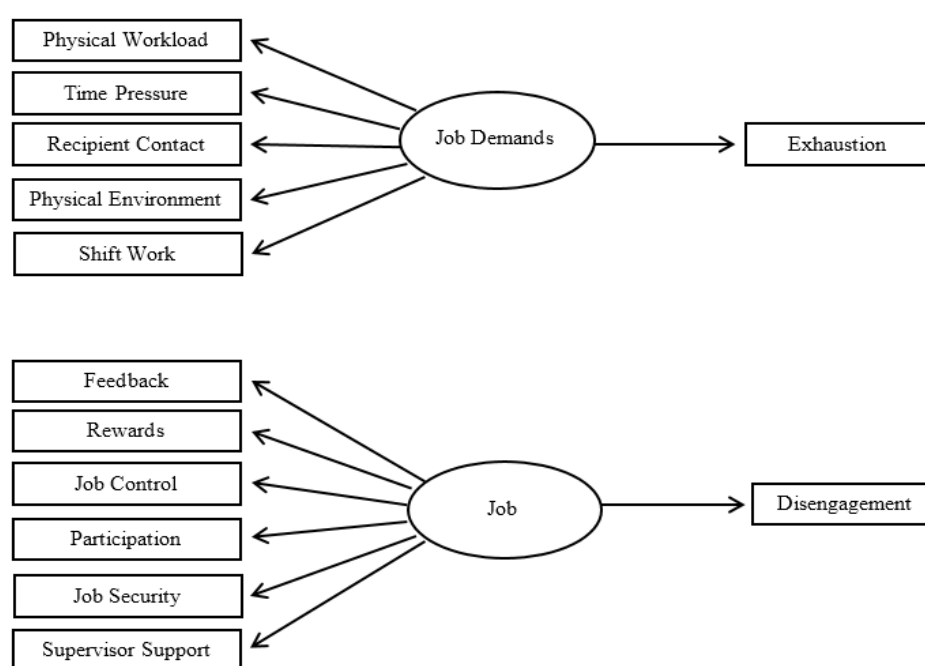 Physical Workload
Time Pressure
Recipient Contact
Physical Environment
Shift Work
Job Demands
Exhaustion
Feedback
Rewards
Job Control
Participation
Job Security
Supervisor Support
Job
Disengagement